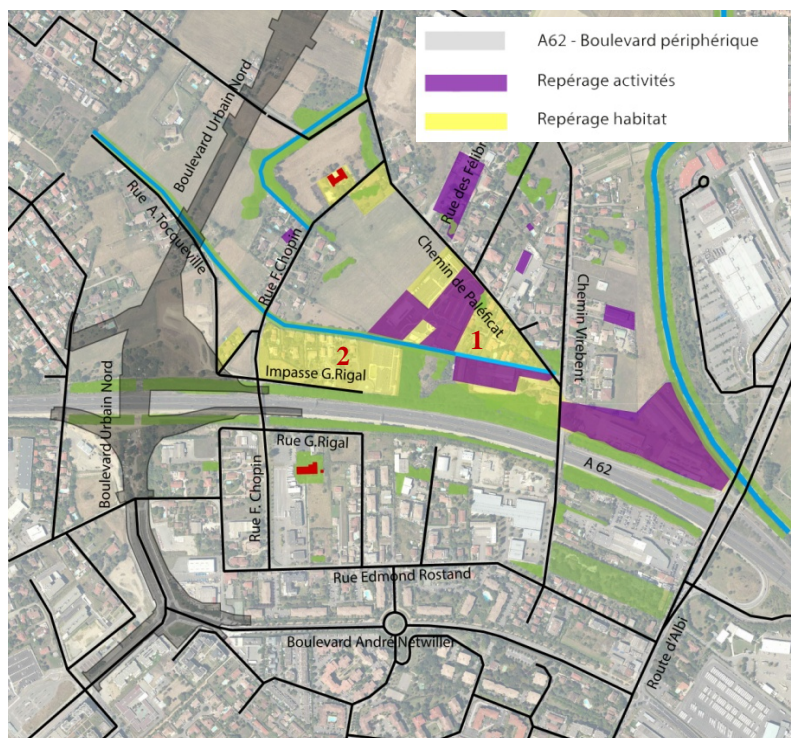 A62 - Boulevard périphérique
Repérage activités
Repérage habitat
Boulevard Urbain Nord
Rue des Félibr
Rue A.Tocqueville
Rue F.Chopin
Chemin de Paléficat
Chemin Virebent
1
2
Impasse G.Rigal
Boulevard Urbain Nord
Rue G.Rigal
A 62
Rue F. Chopin
Rue Edmond Rostand
Boulevard André Netwiller
Route d'Albi